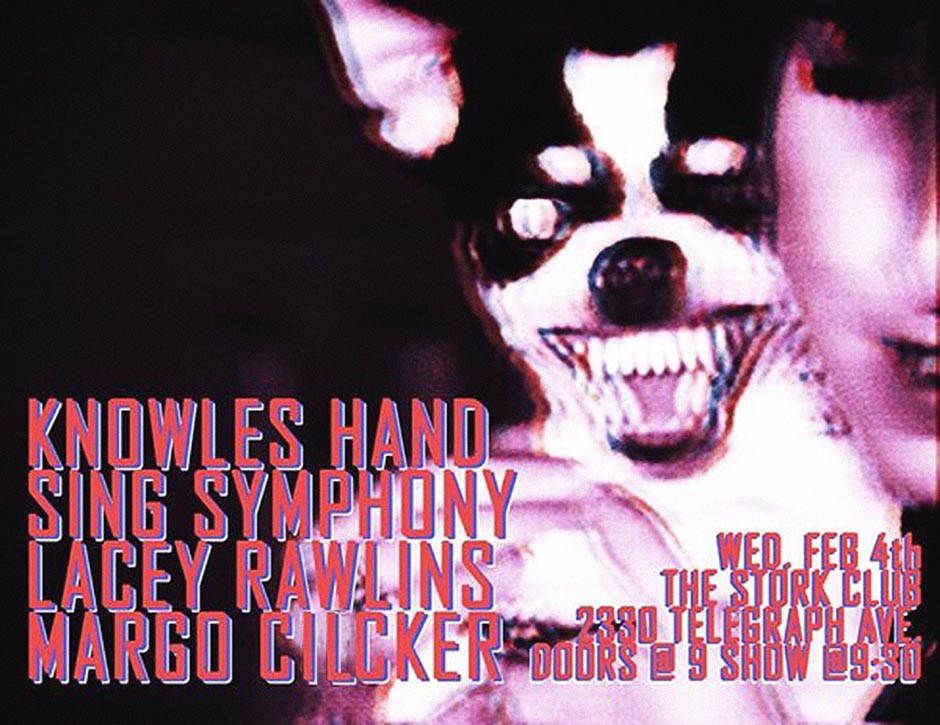 KNOWLES HAND
SING SYMPHONY
LACEY RAWLINS
MARGO CILCKER
WED, FEB 4th
THE STORK CLUB
2330 TELEGRAPH AVE.
DOORS @ 9 SHOW @9:30